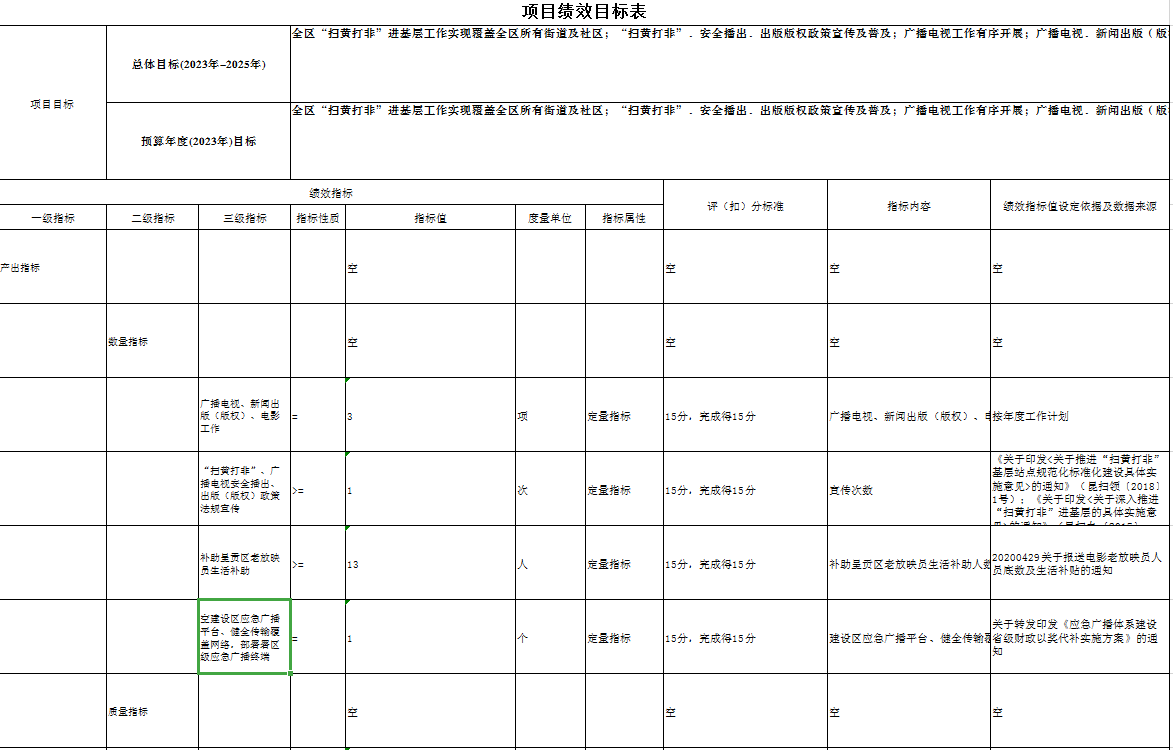 项目绩效目标表
项目目标
总体目标(2023年-2025年)
全区“扫黄打非”进基层工作实现覆盖全区所有街道及社区；“扫黄打非”．安全播出．出版版权政策宣传及普及；广播电视工作有序开展；广播电视．新闻出版（版
预算年度(2023年)目标
全区“扫黄打非”进基层工作实现覆盖全区所有街道及社区；“扫黄打非”．安全播出．出版版权政策宣传及普及；广播电视工作有序开展；广播电视．新闻出版（版
绩效指标
评（扣）分标准
指标内容
绩效指标值设定依据及数据来源
一级指标
二级指标
三级指标
指标性质
指标值
度量单位
指标属性
产出指标
空
空
空
空
数量指标
空
空
空
空
广播电视、新闻出
版（版权）、电影
工作
=
3
项
定量指标
15分，完成得15分
广播电视、新闻出版（版权）、
按年度工作计划
“扫黄打非”、广
播电视安全播出、
出版（版权）政策
法规宣传
>=
1
次
定量指标
15分，完成得15分
宣传次数
《关于印发<关于推进“扫黄打非”
基层站点规范化标准化建设具体实
施意见>的通知》（昆扫领〔2018〕
1号）；《关于印发<关于深入推进
“扫黄打非”进基层的具体实施意
补助呈贡区老放映
员生活补助
>=
13
人
定量指标
15分，完成得15分
补助呈贡区老放映员生活补助人数
20200429关于报送电影老放映员人
员底数及生活补贴的通知
空建设区应急广播
平台、健全传输覆
盖网络，部署署区
级应急广播终端
=
1
个
定量指标
15分，完成得15分
建设区应急广播平台、健全传输覆
关于转发印发《应急广播体系建设
省级财政以奖代补实施方案》的通
知
质量指标
空
空
空
空